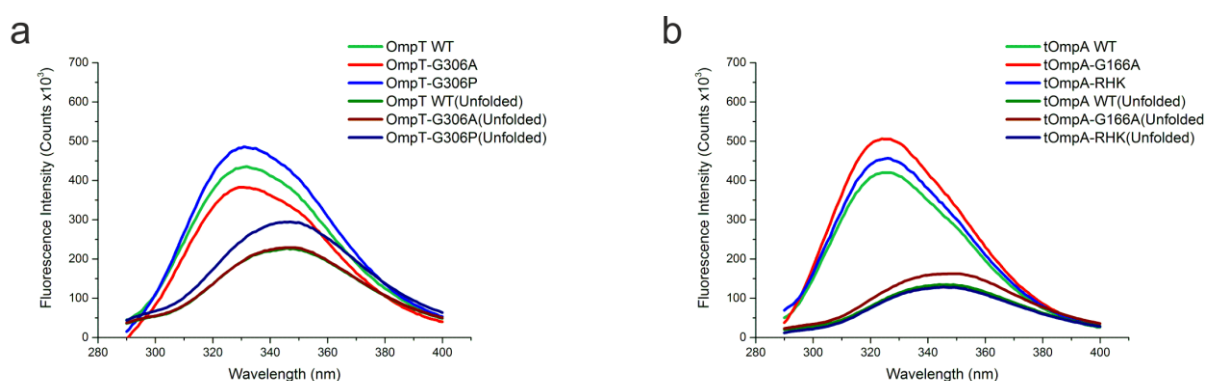 a
OmpT WT
OmpT-G306A
OmpT-G306P
OmpT WT(Unfolded)
OmpT-G306A(Unfolded)
OmpT-G306P(Unfolded)
Fluorescence Intensity (Counts x10³)
700
600
500
400
300
200
100
0
280 300 320 340 360 380 400
Wavelength (nm)
b
tOmpA WT
tOmpA-G166A
tOmpA-RHK
tOmpA WT(Unfolded)
tOmpA-G166A(Unfolded
tOmpA-RHK(Unfolded)
Fluorescence Intensity (Counts x10³)
700
600
500
400
300
200
100
0
280 300 320 340 360 380 400
Wavelength (nm)